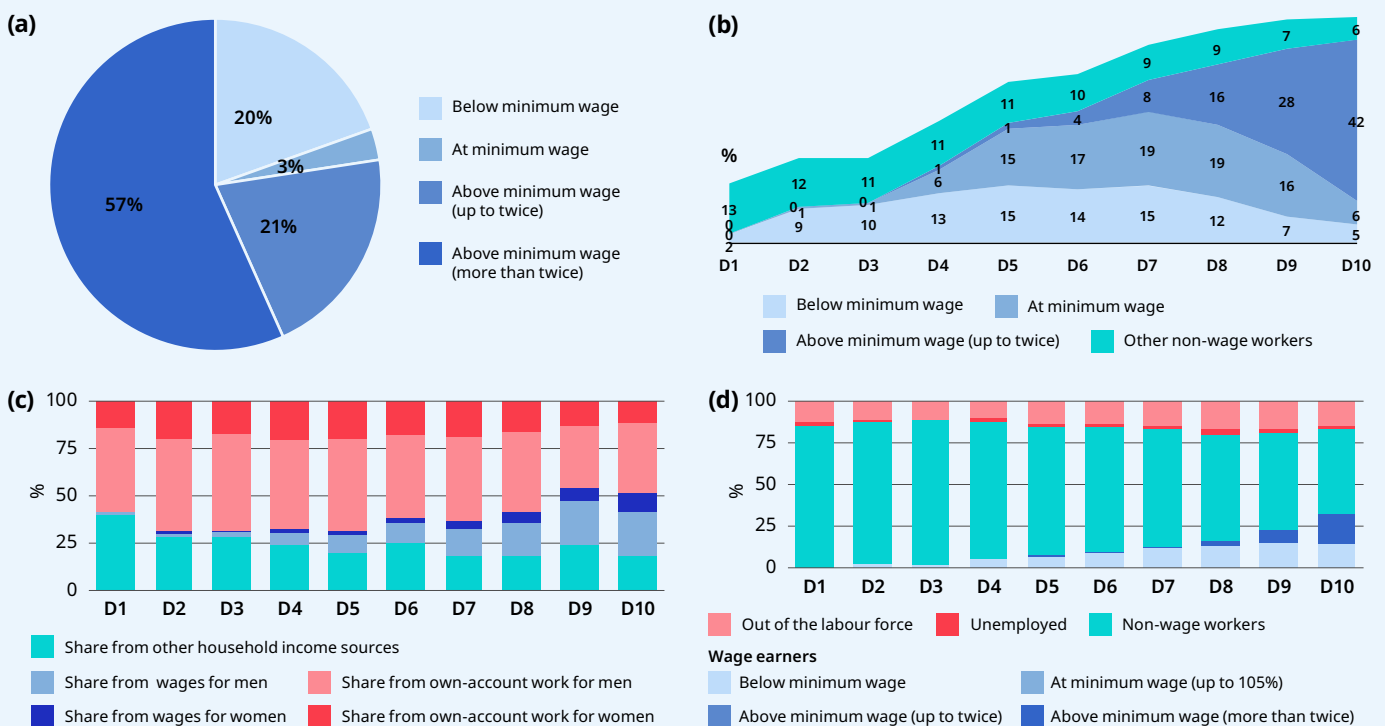 (a)
20%
3%
57%
21%
Below minimum wage
At minimum wage
Above minimum wage
(up to twice)
Above minimum wage
(more than twice)
(b)
%
13
0
0
2
12
0
1
9
11
0
1
10
11
1
6
13
11
1
15
15
10
4
17
14
9
8
19
15
9
16
19
12
7
28
16
7
6
42
6
5
D1 D2 D3 D4 D5 D6 D7 D8 D9 D10
Below minimum wage At minimum wage
Above minimum wage (up to twice) Other non-wage workers
(c)
%
100
75
50
25
0
D1 D2 D3 D4 D5 D6 D7 D8 D9 D10
Share from other household income sources
Share from wages for men Share from own-account work for men
Share from wages for women Share from own-account work for women
(d)
%
100
75
50
25
0
D1 D2 D3 D4 D5 D6 D7 D8 D9 D10
Out of the labour force Unemployed Non-wage workers
Wage earners
Below minimum wage At minimum wage (up to 105%)
Above minimum wage (up to twice) Above minimum wage (more than twice)